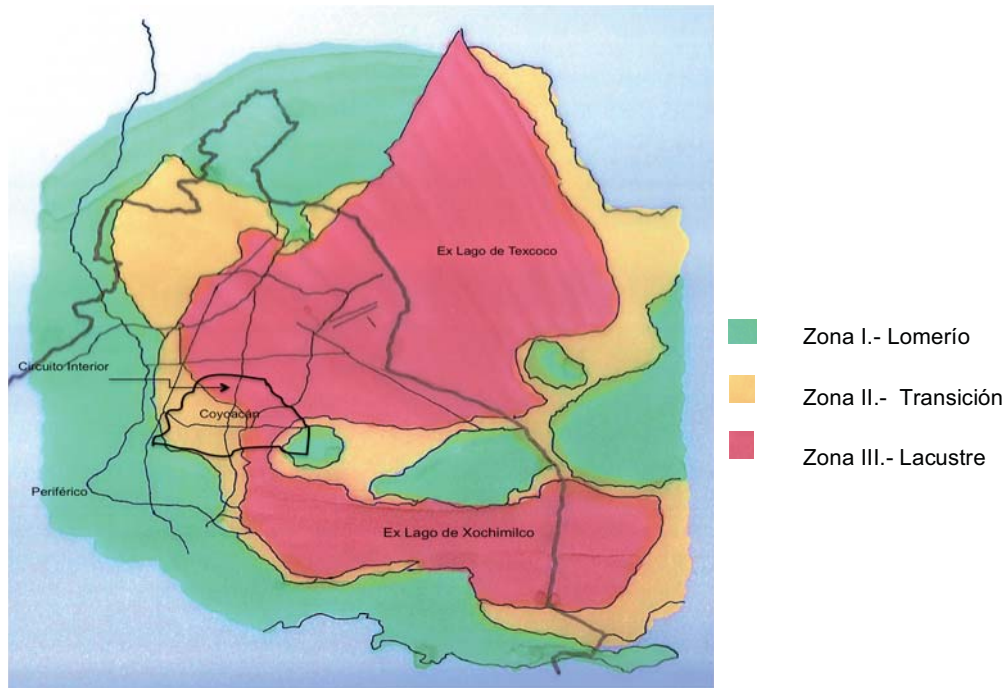 Ex Lago de Texcoco
Circuito Interior
Coyoacán
Periférico
Ex Lago de Xochimilco
Zona I.- Lomerío
Zona II.- Transición
Zona III.- Lacustre